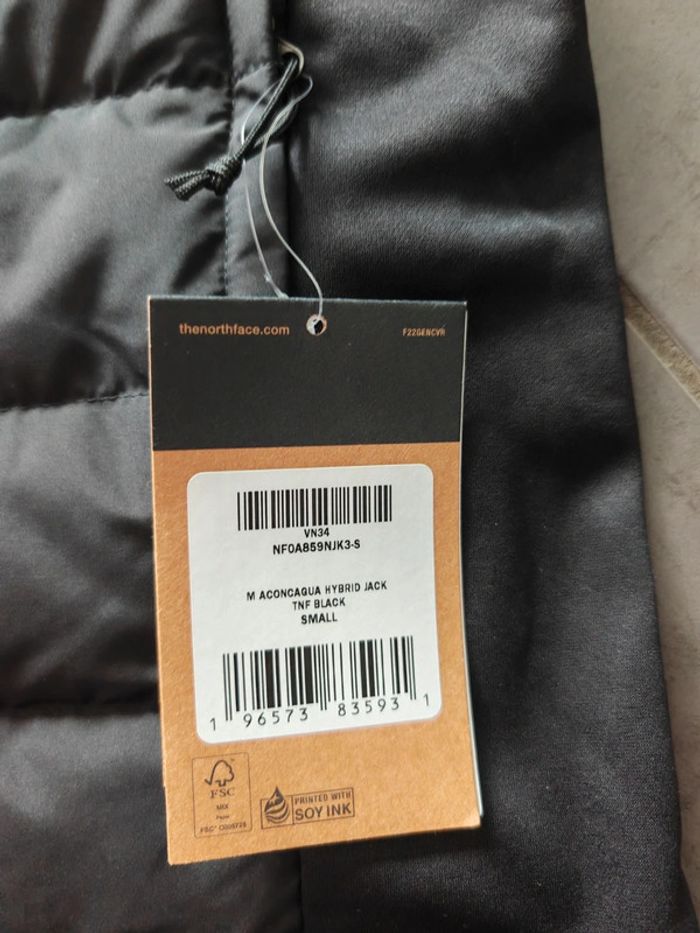 thenorthface.com
F22GENCVR
VN34
NF0A859NJK3-S
M ACONCAGUA HYBRID JACK
TNF BLACK
SMALL
1 96573 83593 1
FSC
MIX
Paper
PRINTED WITH
SOY INK